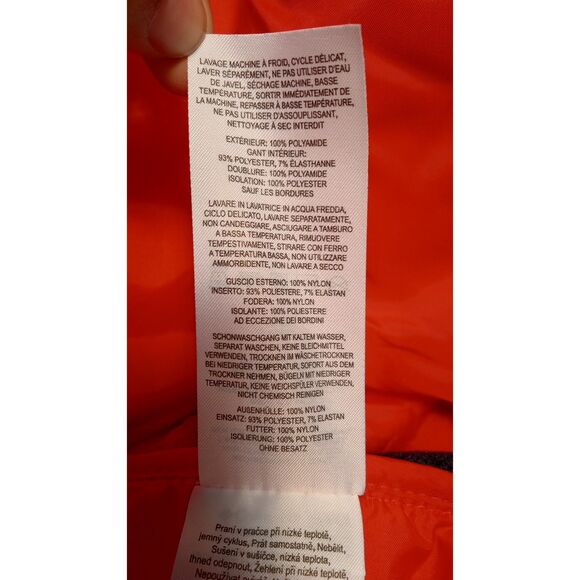 LAVAGE MACHINE À FROID, CYCLE DÉLICAT,
LAVER SÉPARÉMENT, NE PAS UTILISER D'EAU
DE JAVEL, SÉCHAGE MACHINE, BASSE
TEMPÉRATURE, SORTIR IMMÉDIATEMENT DE
LA MACHINE, REPASSER À BASSE TEMPÉRATURE,
NE PAS UTILISER D'ASSOUPLISSANT,
NETTOYAGE À SEC INTERDIT
EXTÉRIEUR: 100% POLYAMIDE
GANT INTÉRIEUR:
93% POLYESTER, 7% ÉLASTHANNE
DOUBLURE: 100% POLYAMIDE
ISOLATION: 100% POLYESTER
SAUF LES BORDURES
LAVARE IN LAVATRICE IN ACQUA FREDDA,
CICLO DELICATO, LAVARE SEPARATAMENTE,
NON CANDEGGIARE, ASCIUGARE A TAMBURO
A BASSA TEMPERATURA, RIMUOVERE
TEMPESTIVAMENTE, STIRARE CON FERRO
A TEMPERATURA BASSA, NON UTILIZZARE
AMMORBIDENTE, NON LAVARE A SECCO
GUSCIO ESTERNO: 100% NYLON
INSERTO: 93% POLIESTERE, 7% ELASTAN
FODERA: 100% NYLON
ISOLANTE: 100% POLIESTERE
AD ECCEZIONE DEI BORDINI
SCHONWASCHGANG MIT KALTEM WASSER,
SEPARAT WASCHEN, KEINE BLEICHMITTEL
VERWENDEN, TROCKNEN IM WÄSCHETROCKNER
BEI NIEDRIGER TEMPERATUR, SOFORT AUS DEM
TROCKNER NEHMEN, BÜGELN MIT NIEDRIGER
TEMPERATUR, KEINE WEICHSPÜLER VERWENDEN,
NICHT CHEMISCH REINIGEN
AUßENHÜLLE: 100% NYLON
EINSATZ: 93% POLYESTER, 7% ELASTAN
FUTTER: 100% NYLON
ISOLIERUNG: 100% POLYESTER
OHNE BESATZ
Praní v pračce při nízké teplotě,
jemný cyklus, Prát samostatně, Nebělit,
Sušení v sušičce, nízká teplota,
Ihned odepnout, Žehlení při nízké